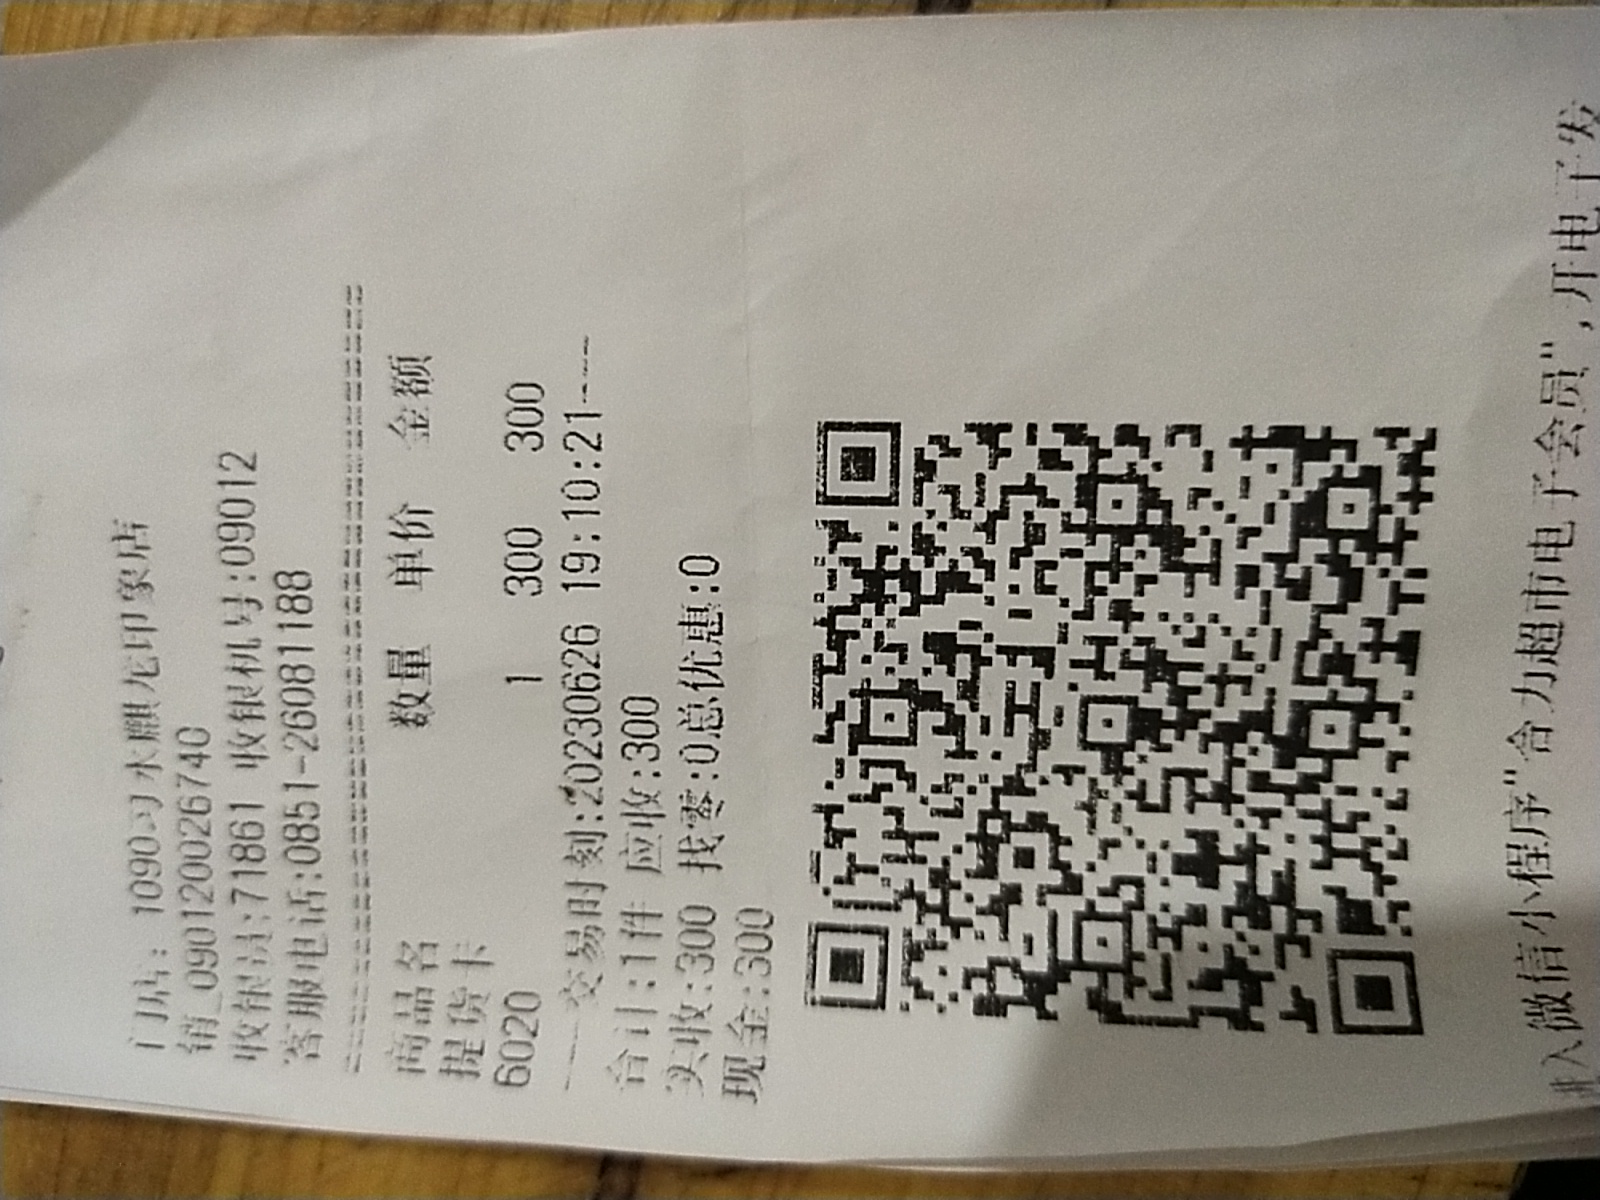 门店: 1090习水麒龙印象店
销_0901200026740
收银员:71861 收银机号:09012
客服电话:0851-26081188
商品名 数量 单价 金额
提货卡
6020 1 300 300
----交易时刻:20230626 19:10:21----
合计:1件 应收:300
实收:300 找零:0总优惠:0
现金:300
进入微信小程序"合力超市电子会员",开电子发